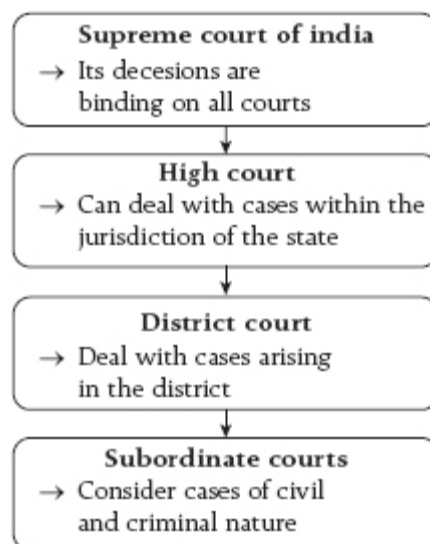 Supreme court of india
→ Its decesions are
binding on all courts
High court
→ Can deal with cases within the
jurisdiction of the state
District court
→ Deal with cases arising
in the district
Subordinate courts
→ Consider cases of civil
and criminal nature